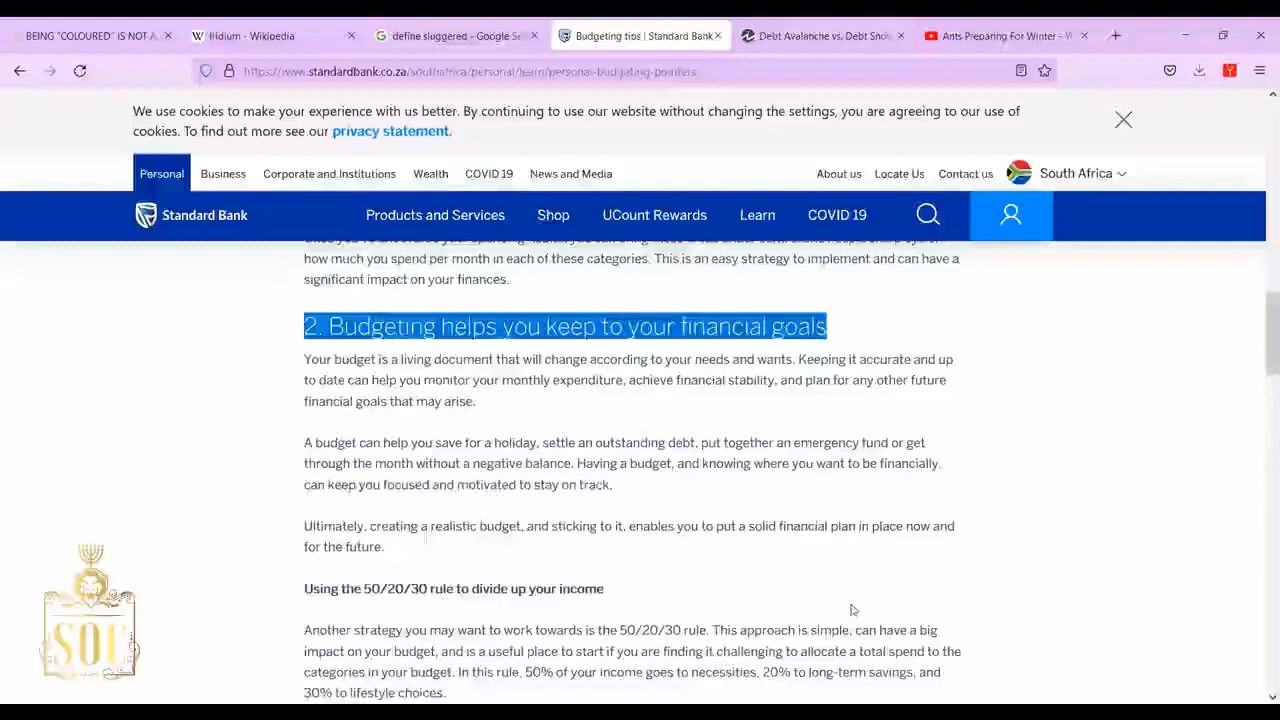 BEING "COLOURED" IS NOT A
Iridium - Wikipedia
define sluggered - Google Se
Budgeting tips | Standard Bank
Debt Avalanche vs. Debt Snow
Ants Preparing For Winter - Y
https://www.standardbank.co.za/southafrica/personal/learn/personal-budgjating-pointers
We use cookies to make your experience with us better. By continuing to use our website without changing the settings, you are agreeing to our use of
cookies. To find out more see our privacy statement.
Personal Business Corporate and Institutions Wealth COVID 19 News and Media About us Locate Us Contact us South Africa
Standard Bank Products and Services Shop UCount Rewards Learn COVID 19
how much you spend per month in each of these categories. This is an easy strategy to implement and can have a
significant impact on your finances.
2. Budgeting helps you keep to your financial goals
Your budget is a living document that will change according to your needs and wants. Keeping it accurate and up
to date can help you monitor your monthly expenditure, achieve financial stability, and plan for any other future
financial goals that may arise.
A budget can help you save for a holiday, settle an outstanding debt, put together an emergency fund or get
through the month without a negative balance. Having a budget, and knowing where you want to be financially,
can keep you focused and motivated to stay on track.
Ultimately, creating a realistic budget, and sticking to it, enables you to put a solid financial plan in place now and
for the future.
Using the 50/20/30 rule to divide up your income
Another strategy you may want to work towards is the 50/20/30 rule. This approach is simple, can have a big
impact on your budget, and is a useful place to start if you are finding it challenging to allocate a total spend to the
categories in your budget. In this rule, 50% of your income goes to necessities, 20% to long-term savings, and
30% to lifestyle choices.
SOF